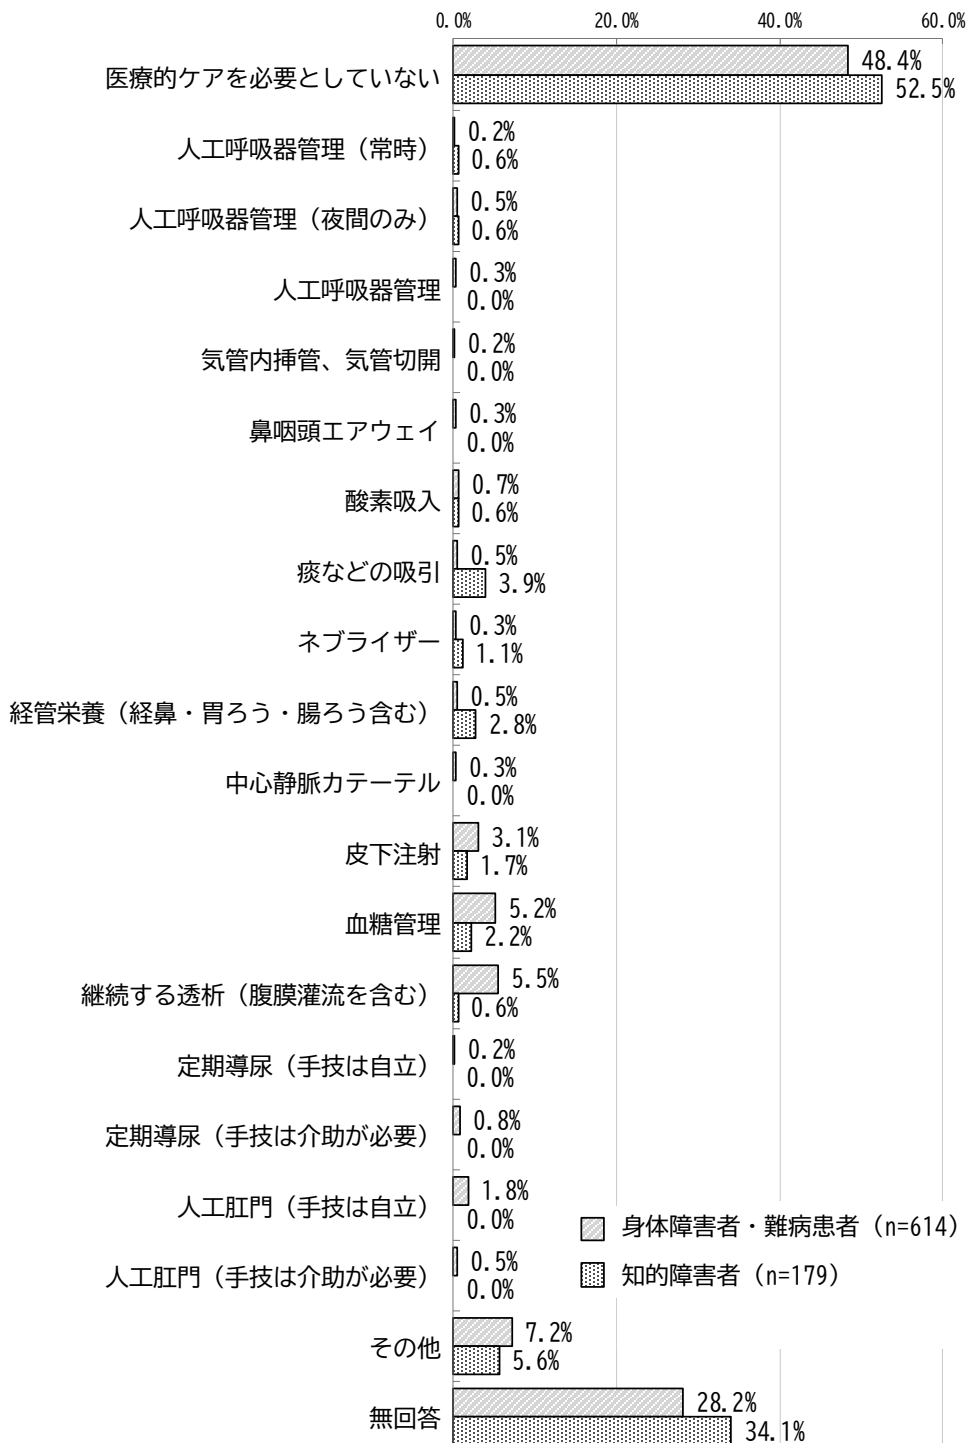 0.0% 20.0% 40.0% 60.0%
医療的ケアを必要としていない 48.4%
52.5%
人工呼吸器管理（常時） 0.2%
0.6%
人工呼吸器管理（夜間のみ） 0.5%
0.6%
人工呼吸器管理 0.3%
0.0%
気管内挿管、気管切開 0.2%
0.0%
鼻咽頭エアウェイ 0.3%
0.0%
酸素吸入 0.7%
0.6%
痰などの吸引 0.5%
3.9%
ネブライザー 0.3%
1.1%
経管栄養（経鼻・胃ろう・腸ろう含む） 0.5%
2.8%
中心静脈カテーテル 0.3%
0.0%
皮下注射 3.1%
1.7%
血糖管理 5.2%
2.2%
継続する透析（腹膜灌流を含む） 5.5%
0.6%
定期導尿（手技は自立） 0.2%
0.0%
定期導尿（手技は介助が必要） 0.8%
0.0%
人工肛門（手技は自立） 1.8%
0.0%
身体障害者・難病患者（n=614）
人工肛門（手技は介助が必要） 0.5%
0.0%
知的障害者（n=179）
その他 7.2%
5.6%
無回答 28.2%
34.1%